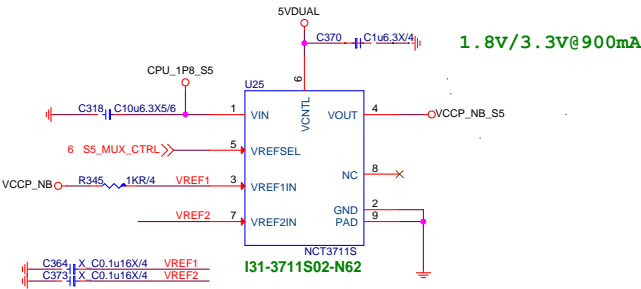 5VDUAL
C370 C1u6.3X/4
1.8V/3.3V@900mA
CPU_1P8_S5
U25
6
C318 C10u6.3X5/6
1 VIN VCNTL VOUT 4 VCCP_NB_S5
6 S5_MUX_CTRL 5 VREFSEL
NC 8
VCCP_NB R345 1KR/4 VREF1 3 VREF1IN
GND 2
VREF2 7 VREF2IN PAD 9
NCT3711S
C364 X_C0.1u16X/4 VREF1
I31-3711S02-N62
C373 X_C0.1u16X/4 VREF2